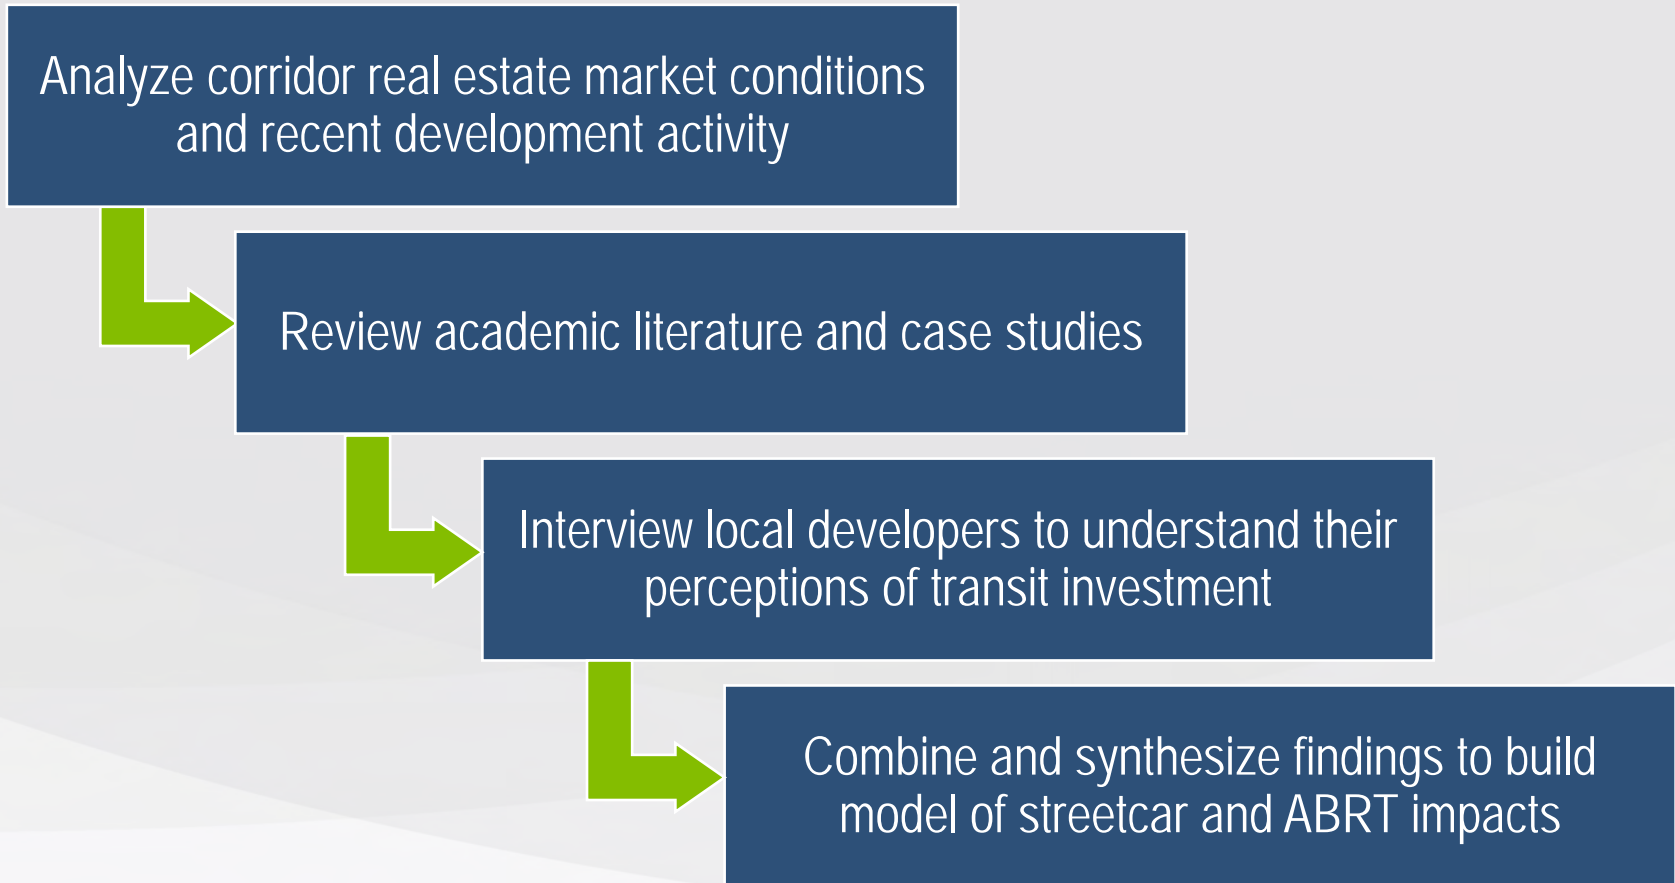 Analyze corridor real estate market conditions
and recent development activity
Review academic literature and case studies
Interview local developers to understand their
perceptions of transit investment
Combine and synthesize findings to build
model of streetcar and ABRT impacts